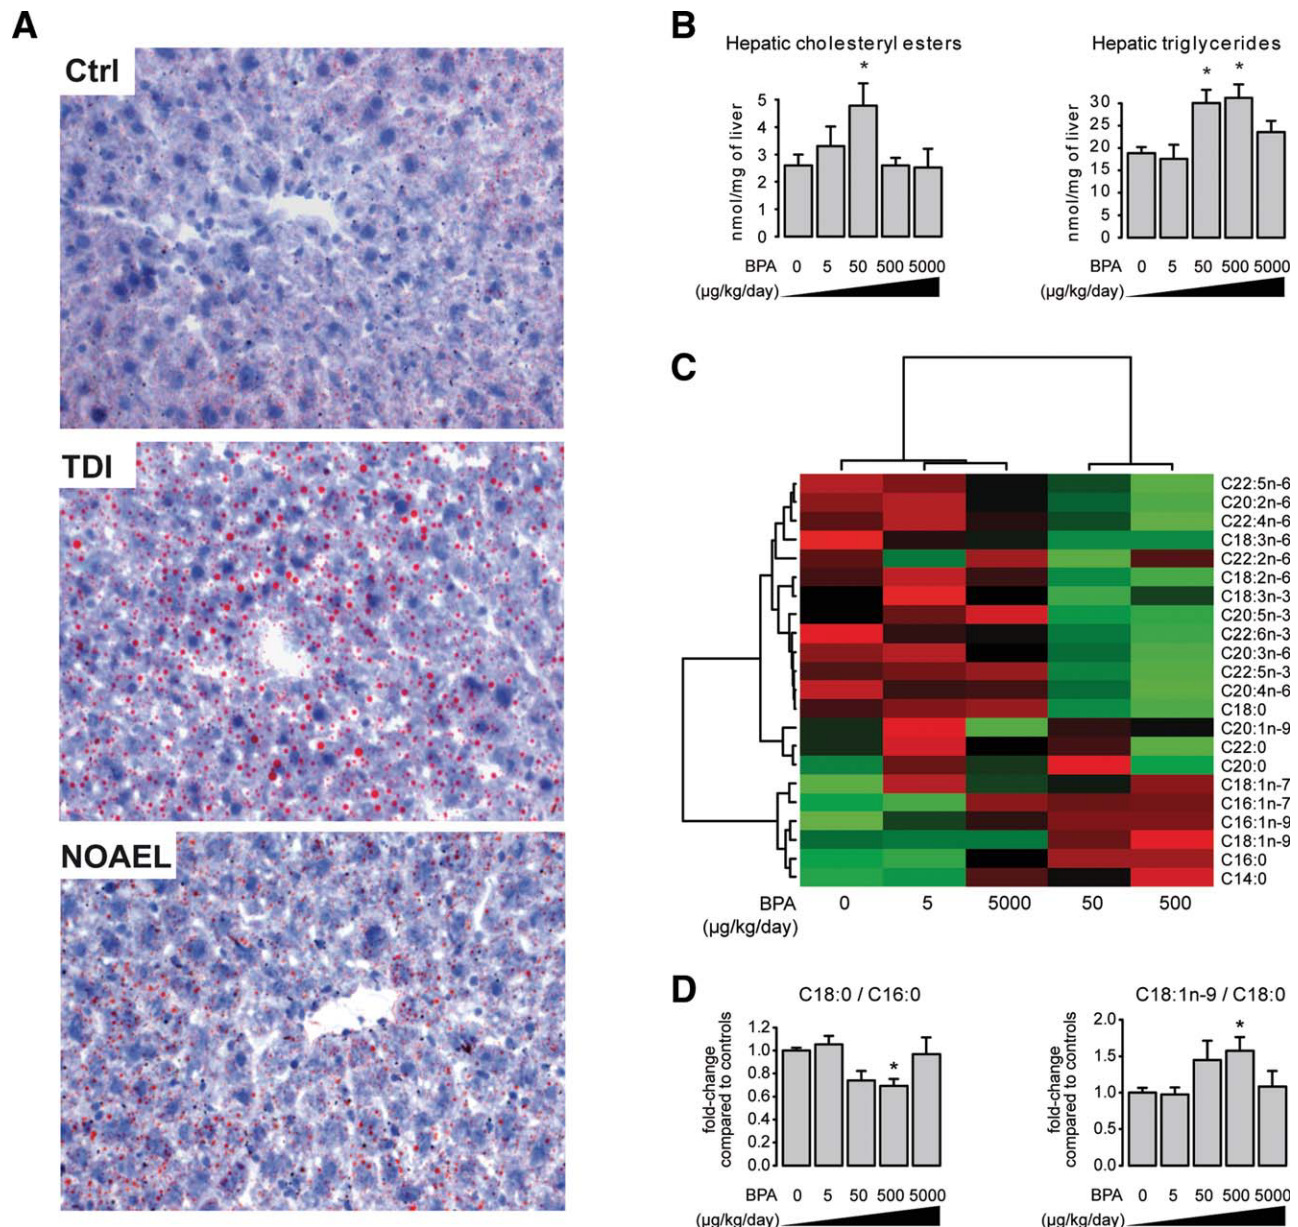 A
Ctrl
TDI
NOAEL
B
Hepatic cholesteryl esters
*
nmol/mg of liver
5
4
3
2
1
0
BPA 0 5 50 500 5000
(µg/kg/day)
Hepatic triglycerides
* *
nmol/mg of liver
30
25
20
15
10
5
0
BPA 0 5 50 500 5000
(µg/kg/day)
C
C22:5n-6
C20:2n-6
C22:4n-6
C18:3n-6
C22:2n-6
C18:2n-6
C18:3n-3
C20:5n-3
C22:6n-3
C20:3n-6
C22:5n-3
C20:4n-6
C18:0
C20:1n-9
C22:0
C20:0
C18:1n-7
C16:1n-7
C16:1n-9
C18:1n-9
C16:0
C14:0
BPA 0 5 5000 50 500
(µg/kg/day)
D
C18:0 / C16:0
fold-change
compared to controls
1.2
1.0
0.8
0.6
0.4
0.2
0.0
*
BPA 0 5 50 500 5000
(µg/kg/day)
C18:1n-9 / C18:0
fold-change
compared to controls
2.0
1.5
1.0
0.5
0.0
*
BPA 0 5 50 500 5000
(µg/kg/day)